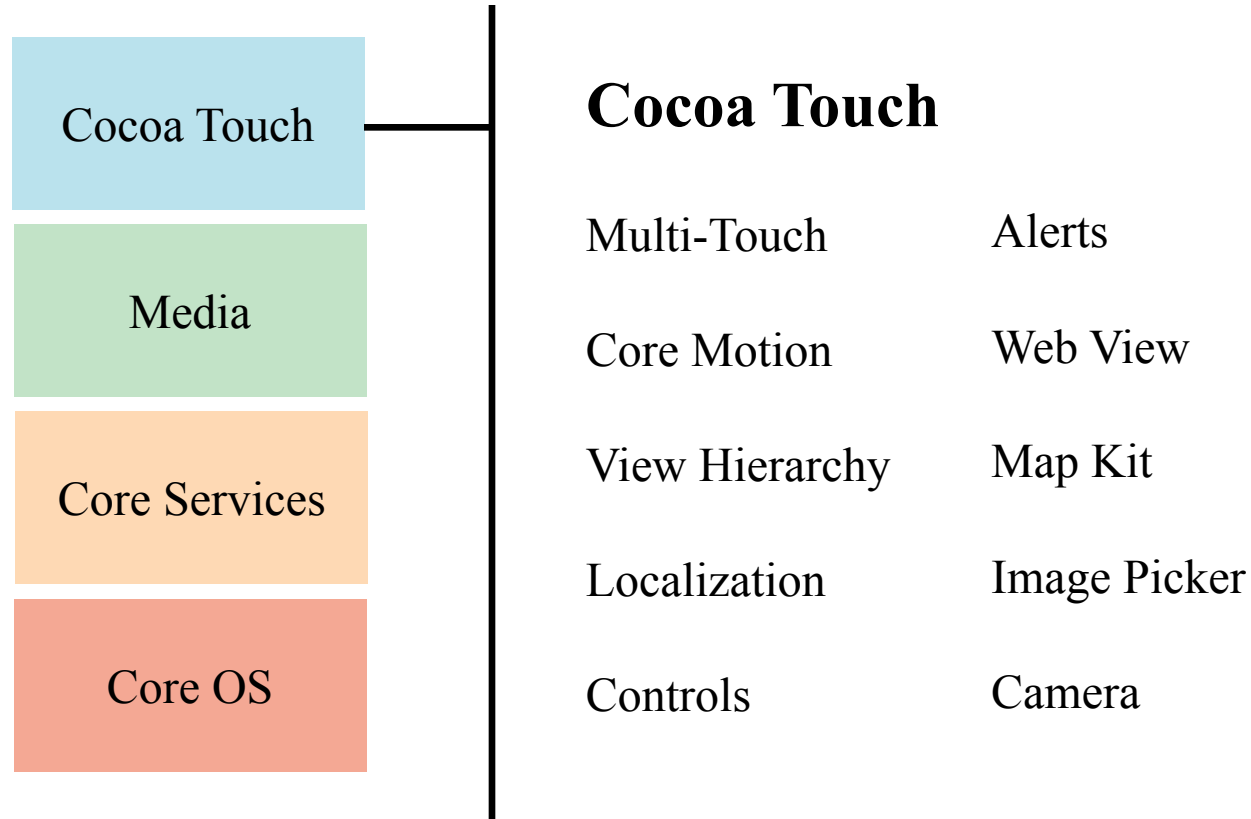 Cocoa Touch
Media
Core Services
Core OS
Cocoa Touch
Multi-Touch
Core Motion
View Hierarchy
Localization
Controls
Alerts
Web View
Map Kit
Image Picker
Camera